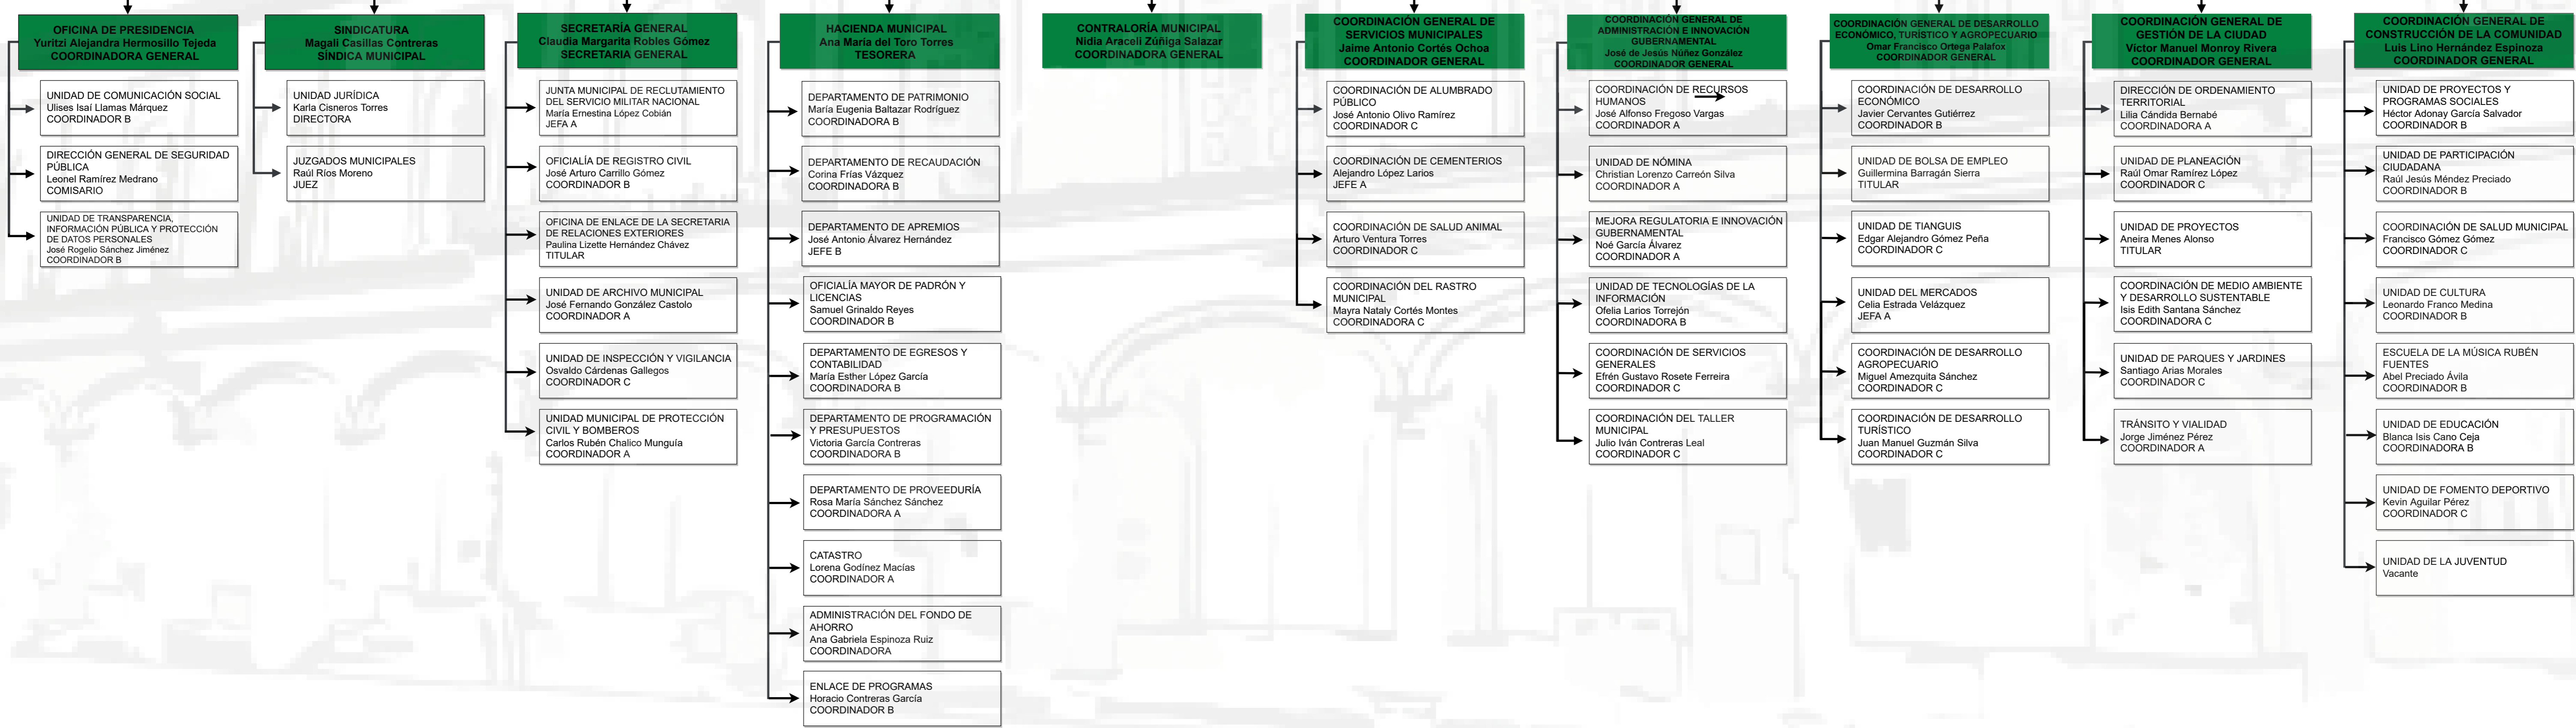 OFICINA DE PRESIDENCIA
Yuritzi Alejandra Hermosillo Tejeda
COORDINADORA GENERAL
UNIDAD DE COMUNICACIÓN SOCIAL
Ulises Isaí Llamas Márquez
COORDINADOR B
DIRECCIÓN GENERAL DE SEGURIDAD
PÚBLICA
Leonel Ramírez Medrano
COMISARIO
UNIDAD DE TRANSPARENCIA,
INFORMACIÓN PÚBLICA Y PROTECCIÓN
DE DATOS PERSONALES
José Rogelio Sánchez Jiménez
COORDINADOR B
SINDICATURA
Magali Casillas Contreras
SÍNDICA MUNICIPAL
UNIDAD JURÍDICA
Karla Cisneros Torres
DIRECTORA
JUZGADOS MUNICIPALES
Raúl Ríos Moreno
JUEZ
SECRETARÍA GENERAL
Claudia Margarita Robles Gómez
SECRETARIA GENERAL
JUNTA MUNICIPAL DE RECLUTAMIENTO
DEL SERVICIO MILITAR NACIONAL
María Ernestina López Cobián
JEFA A
OFICIALÍA DE REGISTRO CIVIL
José Arturo Carrillo Gómez
COORDINADOR B
OFICINA DE ENLACE DE LA SECRETARIA
DE RELACIONES EXTERIORES
Paulina Lizette Hernández Chávez
TITULAR
UNIDAD DE ARCHIVO MUNICIPAL
José Fernando González Castolo
COORDINADOR A
UNIDAD DE INSPECCIÓN Y VIGILANCIA
Osvaldo Cárdenas Gallegos
COORDINADOR C
UNIDAD MUNICIPAL DE PROTECCIÓN
CIVIL Y BOMBEROS
Carlos Rubén Chalico Munguía
COORDINADOR A
HACIENDA MUNICIPAL
Ana María del Toro Torres
TESORERA
DEPARTAMENTO DE PATRIMONIO
María Eugenia Baltazar Rodríguez
COORDINADORA B
DEPARTAMENTO DE RECAUDACIÓN
Corina Frías Vázquez
COORDINADORA B
DEPARTAMENTO DE APREMIOS
José Antonio Álvarez Hernández
JEFE B
OFICIALÍA MAYOR DE PADRÓN Y
LICENCIAS
Samuel Grinaldo Reyes
COORDINADOR B
DEPARTAMENTO DE EGRESOS Y
CONTABILIDAD
María Esther López García
COORDINADORA B
DEPARTAMENTO DE PROGRAMACIÓN
Y PRESUPUESTOS
Victoria García Contreras
COORDINADORA B
DEPARTAMENTO DE PROVEEDURÍA
Rosa María Sánchez Sánchez
COORDINADORA A
CATASTRO
Lorena Godínez Macías
COORDINADOR A
ADMINISTRACIÓN DEL FONDO DE
AHORRO
Ana Gabriela Espinoza Ruiz
COORDINADORA
ENLACE DE PROGRAMAS
Horacio Contreras García
COORDINADOR B
CONTRALORÍA MUNICIPAL
Nidia Araceli Zúñiga Salazar
COORDINADORA GENERAL
COORDINACIÓN GENERAL DE
SERVICIOS MUNICIPALES
Jaime Antonio Cortés Ochoa
COORDINADOR GENERAL
COORDINACIÓN DE ALUMBRADO
PÚBLICO
José Antonio Olivo Ramírez
COORDINADOR C
COORDINACIÓN DE CEMENTERIOS
Alejandro López Larios
JEFE A
COORDINACIÓN DE SALUD ANIMAL
Arturo Ventura Torres
COORDINADOR C
COORDINACIÓN DEL RASTRO
MUNICIPAL
Mayra Nataly Cortés Montes
COORDINADORA C
COORDINACIÓN GENERAL DE
ADMINISTRACIÓN E INNOVACIÓN
GUBERNAMENTAL
José de Jesús Núñez González
COORDINADOR GENERAL
COORDINACIÓN DE RECURSOS
HUMANOS
José Alfonso Fregoso Vargas
COORDINADOR A
UNIDAD DE NÓMINA
Christian Lorenzo Carreón Silva
COORDINADOR A
MEJORA REGULATORIA E INNOVACIÓN
GUBERNAMENTAL
Noé García Álvarez
COORDINADOR A
UNIDAD DE TECNOLOGÍAS DE LA
INFORMACIÓN
Ofelia Larios Torrejón
COORDINADORA B
COORDINACIÓN DE SERVICIOS
GENERALES
Efrén Gustavo Rosete Ferreira
COORDINADOR C
COORDINACIÓN DEL TALLER
MUNICIPAL
Julio Iván Contreras Leal
COORDINADOR C
COORDINACIÓN GENERAL DE DESARROLLO
ECONÓMICO, TURÍSTICO Y AGROPECUARIO
Omar Francisco Ortega Palafox
COORDINADOR GENERAL
COORDINACIÓN DE DESARROLLO
ECONÓMICO
Javier Cervantes Gutiérrez
COORDINADOR B
UNIDAD DE BOLSA DE EMPLEO
Guillermina Barragán Sierra
TITULAR
UNIDAD DE TIANGUIS
Edgar Alejandro Gómez Peña
COORDINADOR C
UNIDAD DEL MERCADOS
Celia Estrada Velázquez
JEFA A
COORDINACIÓN DE DESARROLLO
AGROPECUARIO
Miguel Amezquita Sánchez
COORDINADOR C
COORDINACIÓN DE DESARROLLO
TURÍSTICO
Juan Manuel Guzmán Silva
COORDINADOR C
COORDINACIÓN GENERAL DE
GESTIÓN DE LA CIUDAD
Víctor Manuel Monroy Rivera
COORDINADOR GENERAL
DIRECCIÓN DE ORDENAMIENTO
TERRITORIAL
Lilia Cándida Bernabé
COORDINADORA A
UNIDAD DE PLANEACIÓN
Raúl Omar Ramírez López
COORDINADOR C
UNIDAD DE PROYECTOS
Aneira Menes Alonso
TITULAR
COORDINACIÓN DE MEDIO AMBIENTE
Y DESARROLLO SUSTENTABLE
Isis Edith Santana Sánchez
COORDINADORA C
UNIDAD DE PARQUES Y JARDINES
Santiago Arias Morales
COORDINADOR C
TRÁNSITO Y VIALIDAD
Jorge Jiménez Pérez
COORDINADOR A
COORDINACIÓN GENERAL DE
CONSTRUCCIÓN DE LA COMUNIDAD
Luis Lino Hernández Espinoza
COORDINADOR GENERAL
UNIDAD DE PROYECTOS Y
PROGRAMAS SOCIALES
Héctor Adonay García Salvador
COORDINADOR B
UNIDAD DE PARTICIPACIÓN
CIUDADANA
Raúl Jesús Méndez Preciado
COORDINADOR B
COORDINACIÓN DE SALUD MUNICIPAL
Francisco Gómez Gómez
COORDINADOR C
UNIDAD DE CULTURA
Leonardo Franco Medina
COORDINADOR B
ESCUELA DE LA MÚSICA RUBÉN
FUENTES
Abel Preciado Ávila
COORDINADOR B
UNIDAD DE EDUCACIÓN
Blanca Isis Cano Ceja
COORDINADORA B
UNIDAD DE FOMENTO DEPORTIVO
Kevin Aguilar Pérez
COORDINADOR C
UNIDAD DE LA JUVENTUD
Vacante